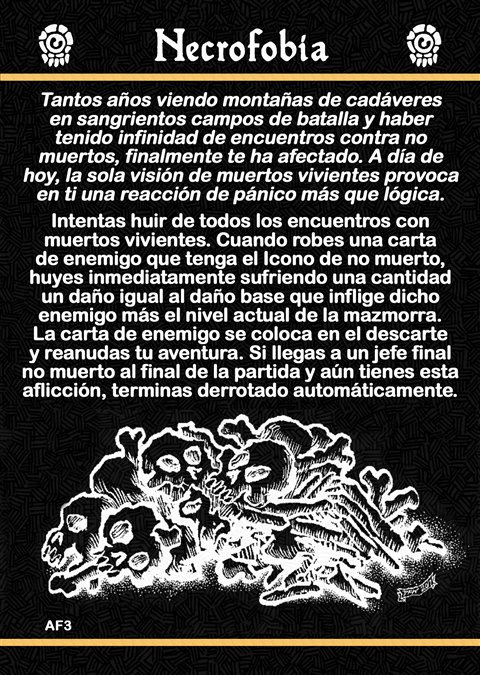 Necrofobia
Tantos años viendo montañas de cadáveres
en sangrientos campos de batalla y haber
tenido infinidad de encuentros contra no
muertos, finalmente te ha afectado. A día de
hoy, la sola visión de muertos vivientes provoca
en ti una reacción de pánico más que lógica.
Intentas huir de todos los encuentros con
muertos vivientes. Cuando robes una carta
de enemigo que tenga el Icono de no muerto,
huyes inmediatamente sufriendo una cantidad
un daño igual al daño base que inflige dicho
enemigo más el nivel actual de la mazmorra.
La carta de enemigo se coloca en el descarte
y reanudas tu aventura. Si llegas a un jefe final
no muerto al final de la partida y aún tienes esta
aflicción, terminas derrotado automáticamente.
AF3